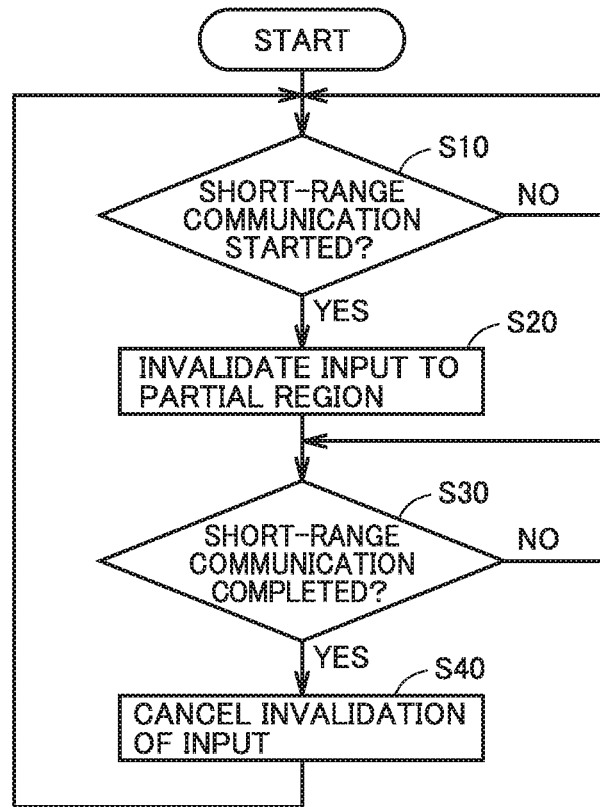 START
S10
SHORT-RANGE
COMMUNICATION
STARTED?
NO
YES
S20
INVALIDATE INPUT TO
PARTIAL REGION
S30
SHORT-RANGE
COMMUNICATION
COMPLETED?
NO
YES
S40
CANCEL INVALIDATION
OF INPUT